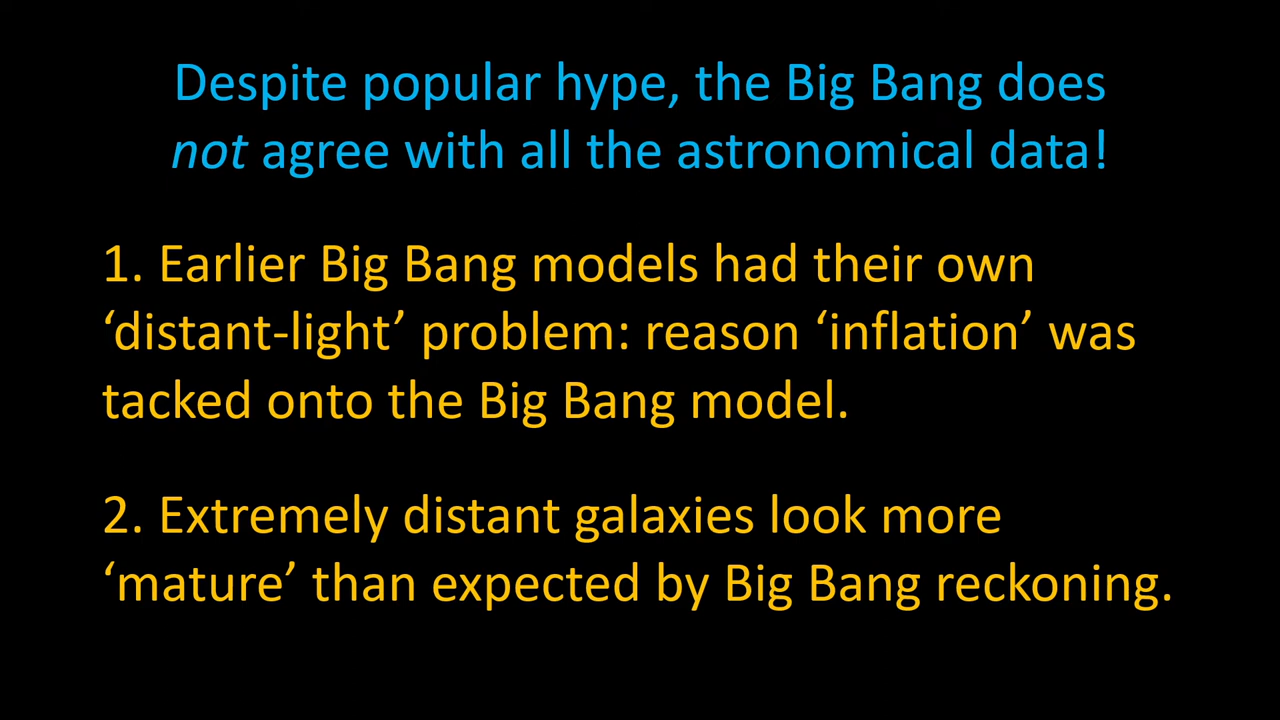 Despite popular hype, the Big Bang does
not agree with all the astronomical data!
1. Earlier Big Bang models had their own
‘distant-light’ problem: reason ‘inflation’ was
tacked onto the Big Bang model.
2. Extremely distant galaxies look more
‘mature’ than expected by Big Bang reckoning.